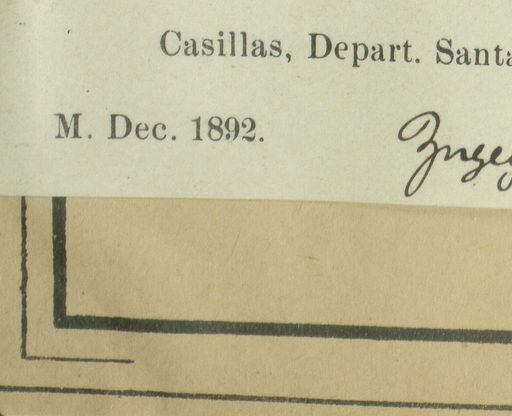 Casillas, Depart. Santa
M. Dec. 1892.